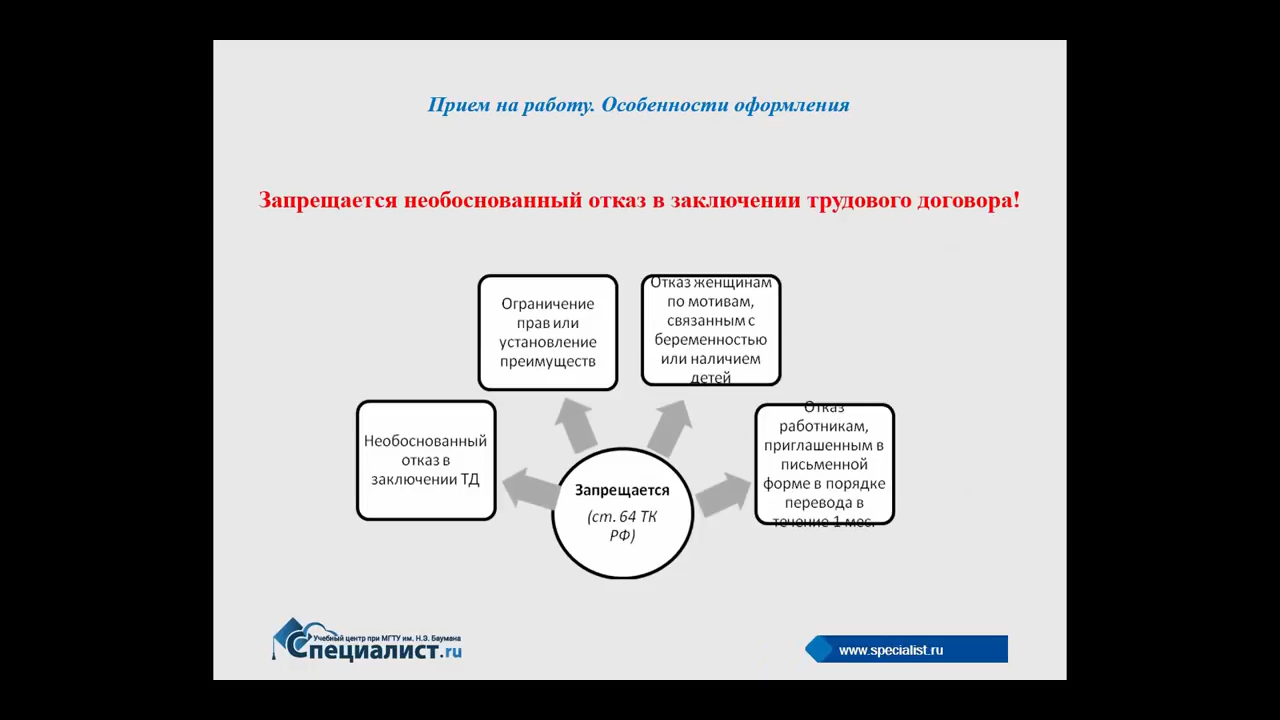 Прием на работу. Особенности оформления
Запрещается необоснованный отказ в заключении трудового договора!
Необоснованный
отказ в
заключении ТД
Ограничение
прав или
установление
преимуществ
Отказ женщинам
по мотивам,
связанным с
беременностью
или наличием
детей
Отказ
работникам,
приглашенным в
письменной
форме в порядке
перевода в
течение 1 мес.
Запрещается
(ст. 64 ТК
РФ)
Учебный центр при МГТУ им. Н.Э. Баумана
Специалист.ru
www.specialist.ru